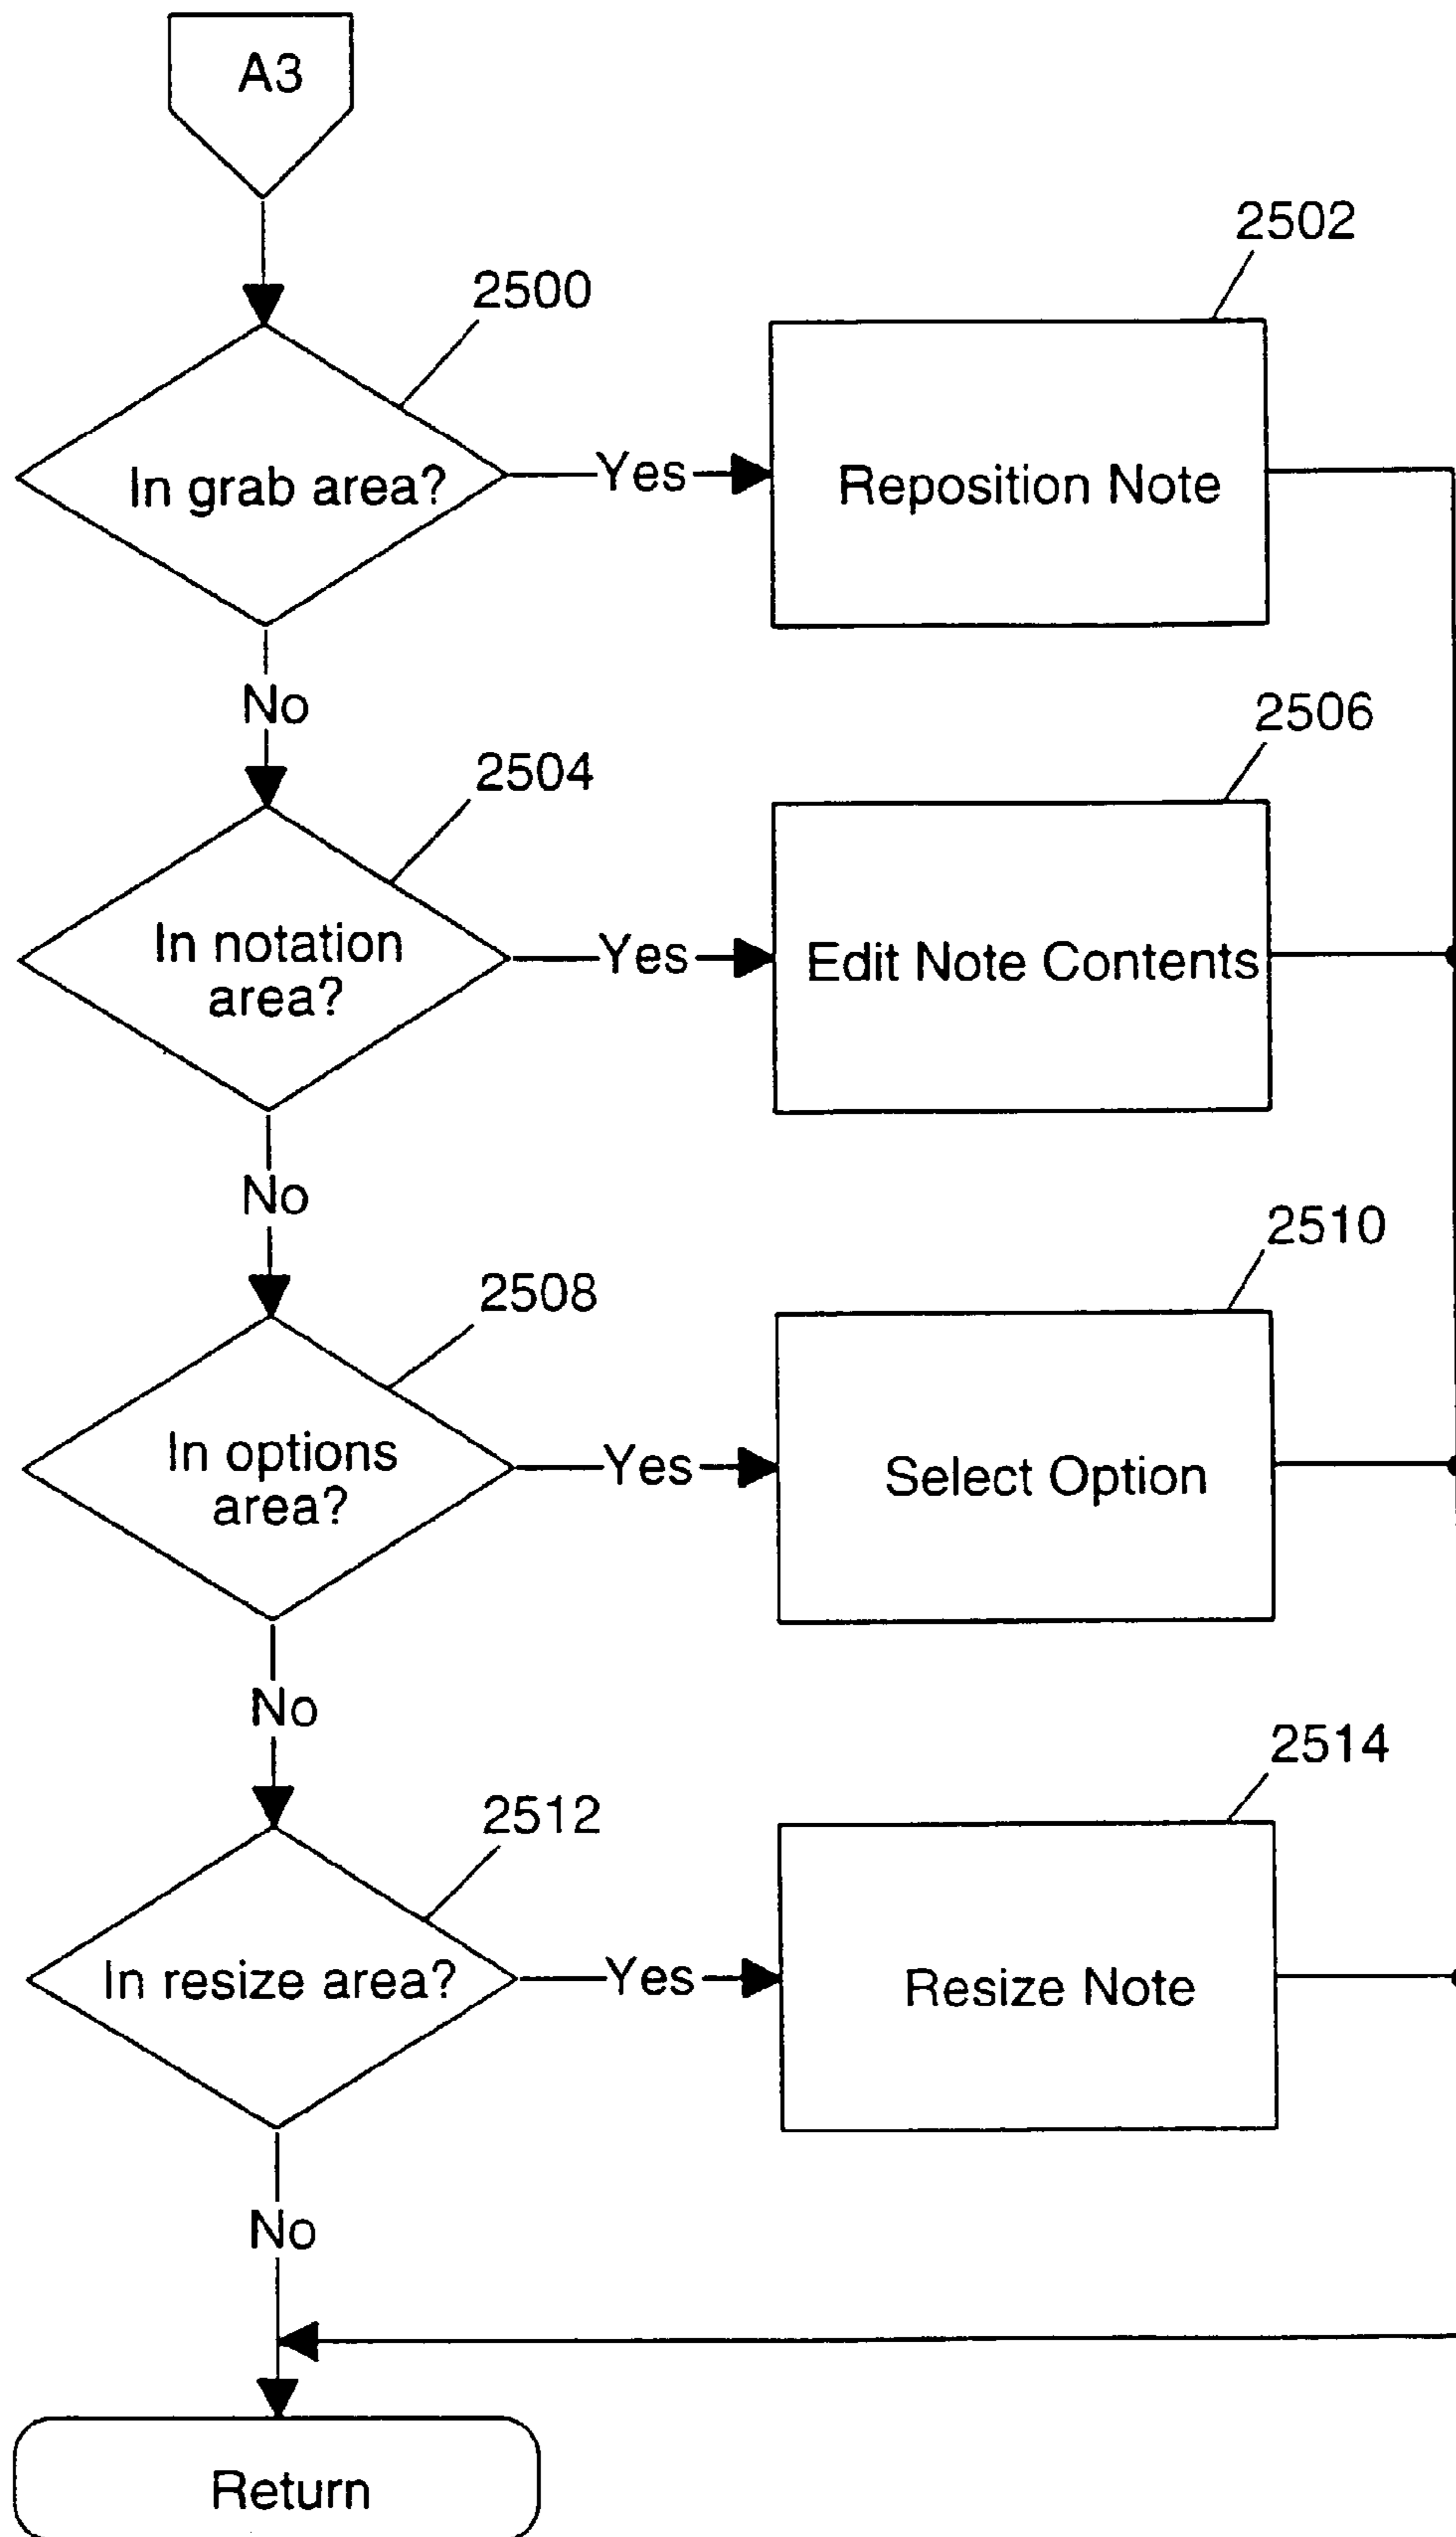 A3
2500
2502
In grab area?
Yes
Reposition Note
No
2504
2506
In notation
area?
Yes
Edit Note Contents
No
2508
2510
In options
area?
Yes
Select Option
No
2512
2514
In resize area?
Yes
Resize Note
No
Return